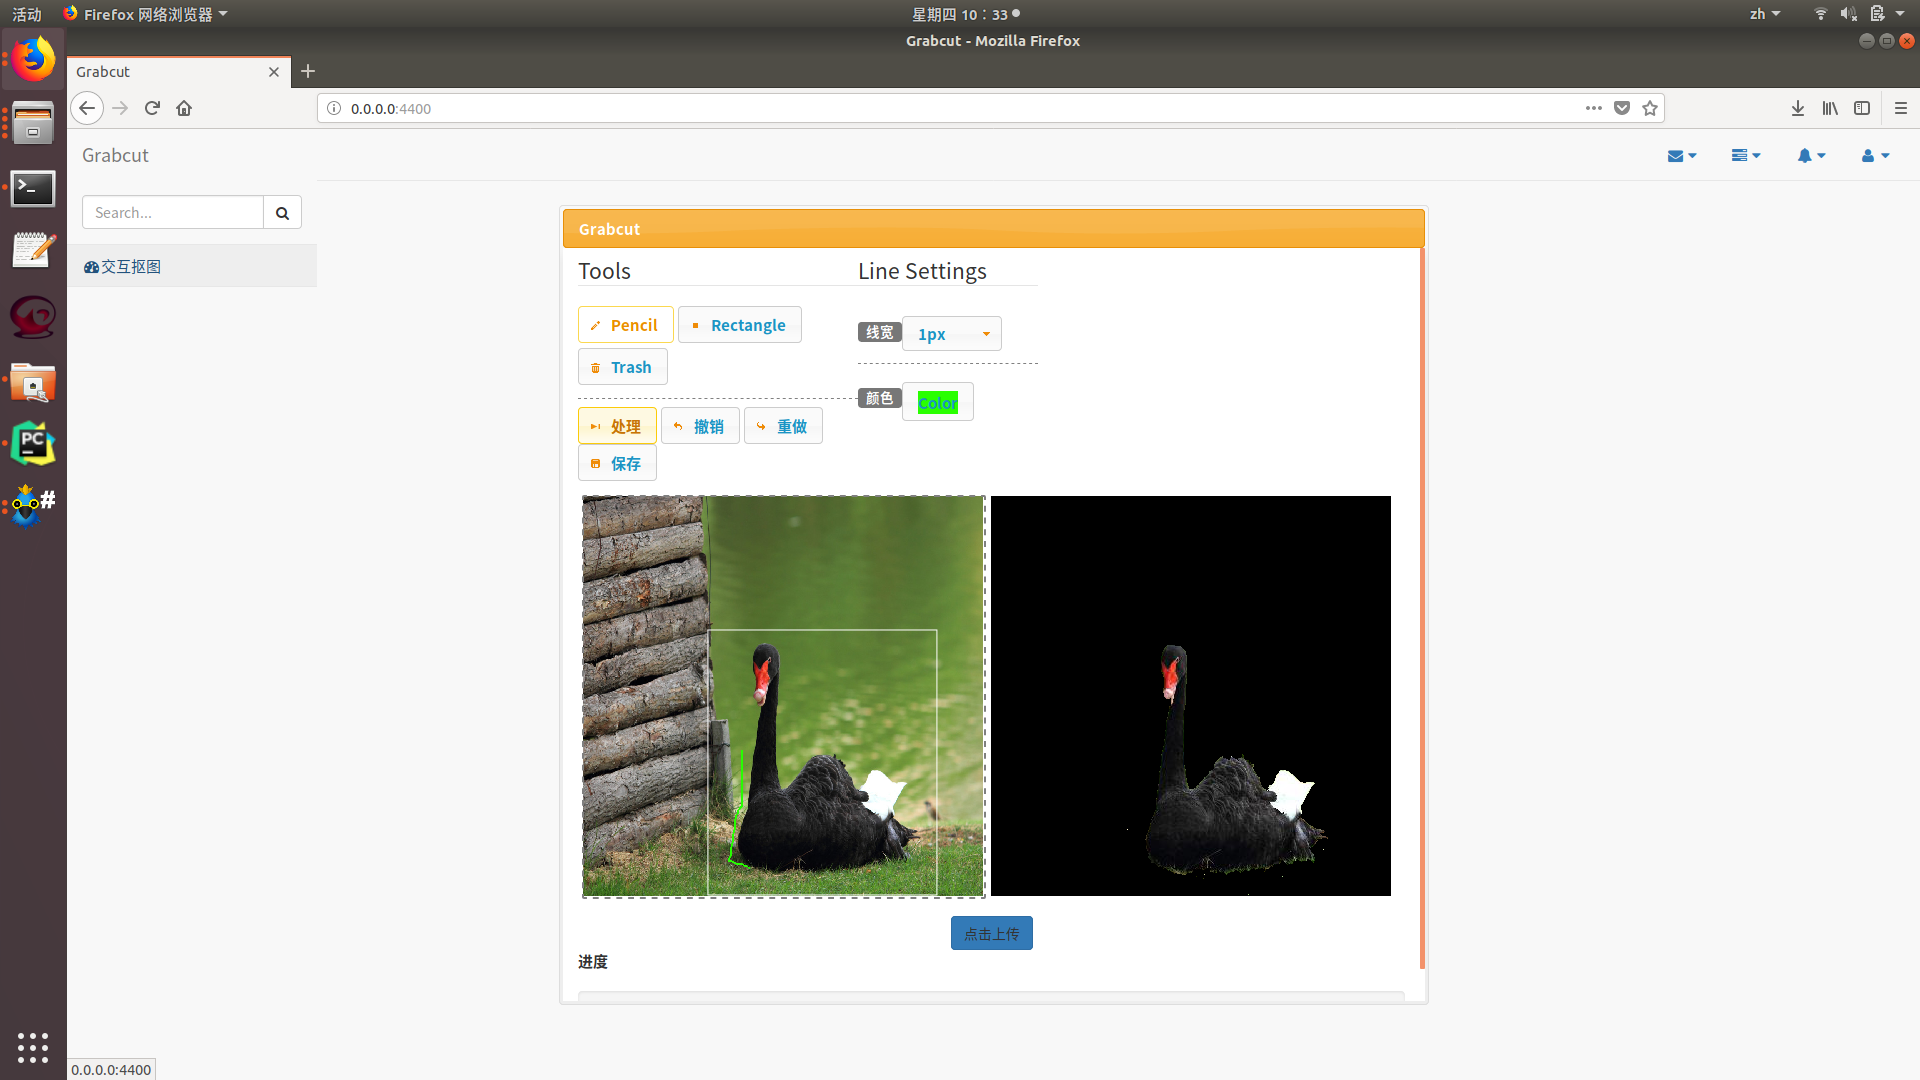 活动
Firefox 网络浏览器
星期四 10:33
zh
Grabcut - Mozilla Firefox
Grabcut
0.0.0.0:4400
Grabcut
Search...
交互抠图
Grabcut
Tools
Line Settings
Pencil
Rectangle
线宽
1px
Trash
颜色
Color
处理
撤销
重做
保存
PC
#
点击上传
进度
0.0.0.0:4400